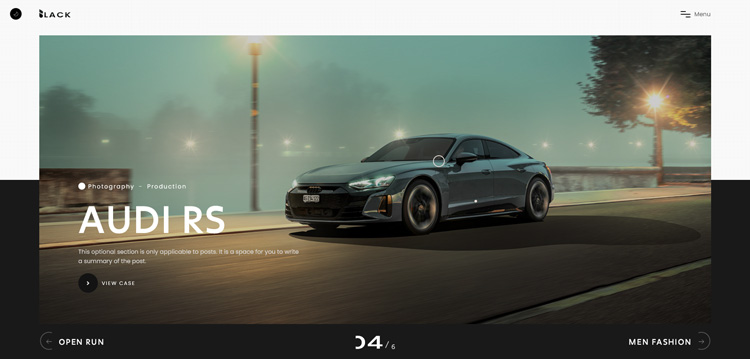 BLACK
Menu
Photography – Production
AUDI RS
This optional section is only applicable to posts. It is a space for you to write
a summary of the post.
VIEW CASE
OPEN RUN
04 / 6
MEN FASHION